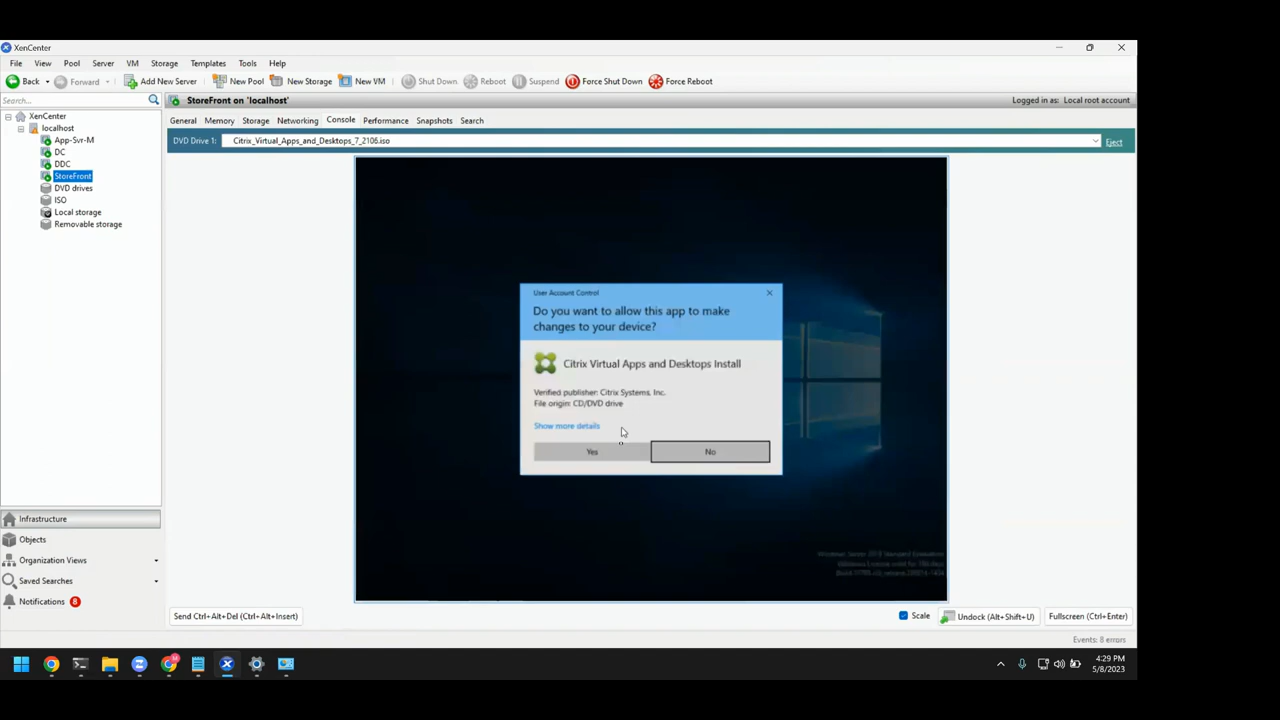 XenCenter
File View Pool Server VM Storage Templates Tools Help
Back Forward Add New Server New Pool New Storage New VM Shut Down Reboot Suspend Force Shut Down Force Reboot
Search...
StoreFront on 'localhost'
Logged in as: Local root account
XenCenter
localhost
App-Svr-M
DC
DDC
StoreFront
DVD drives
ISO
Local storage
Removable storage
General Memory Storage Networking Console Performance Snapshots Search
DVD Drive 1: Citrix_Virtual_Apps_and_Desktops_7_2106.iso Eject
User Account Control
Do you want to allow this app to make
changes to your device?
Citrix Virtual Apps and Desktops Install
Verified publisher: Citrix Systems, Inc.
File origin: CD/DVD drive
Show more details
Yes No
Infrastructure
Objects
Organization Views
Saved Searches
Notifications 8
Send Ctrl+Alt+Del (Ctrl+Alt+Insert)
Scale Undock (Alt+Shift+U) Fullscreen (Ctrl+Enter)
Events: 8 errors
4:29 PM
5/8/2023